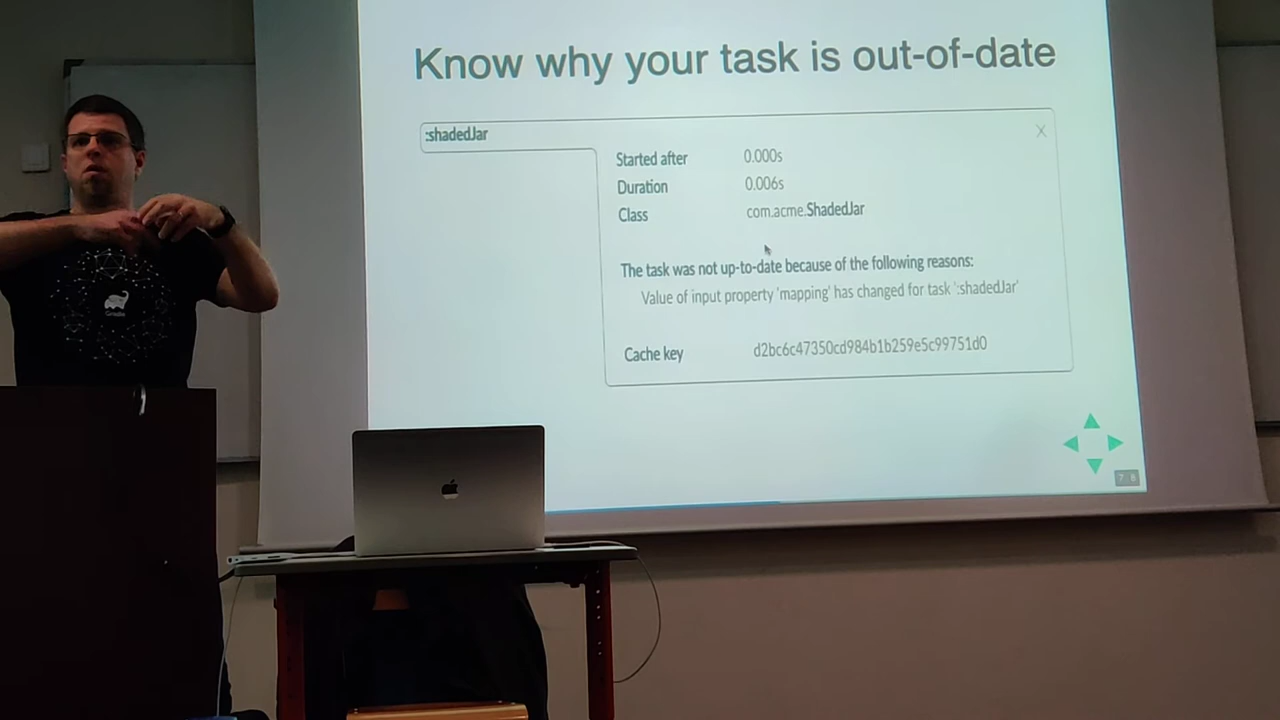 Know why your task is out-of-date
:shadedJar
X
Started after 0.000s
Duration 0.006s
Class com.acme.ShadedJar
The task was not up-to-date because of the following reasons:
Value of input property 'mapping' has changed for task ':shadedJar'
Cache key d2bc6c47350cd984b1b259e5c99751d0
Gradle